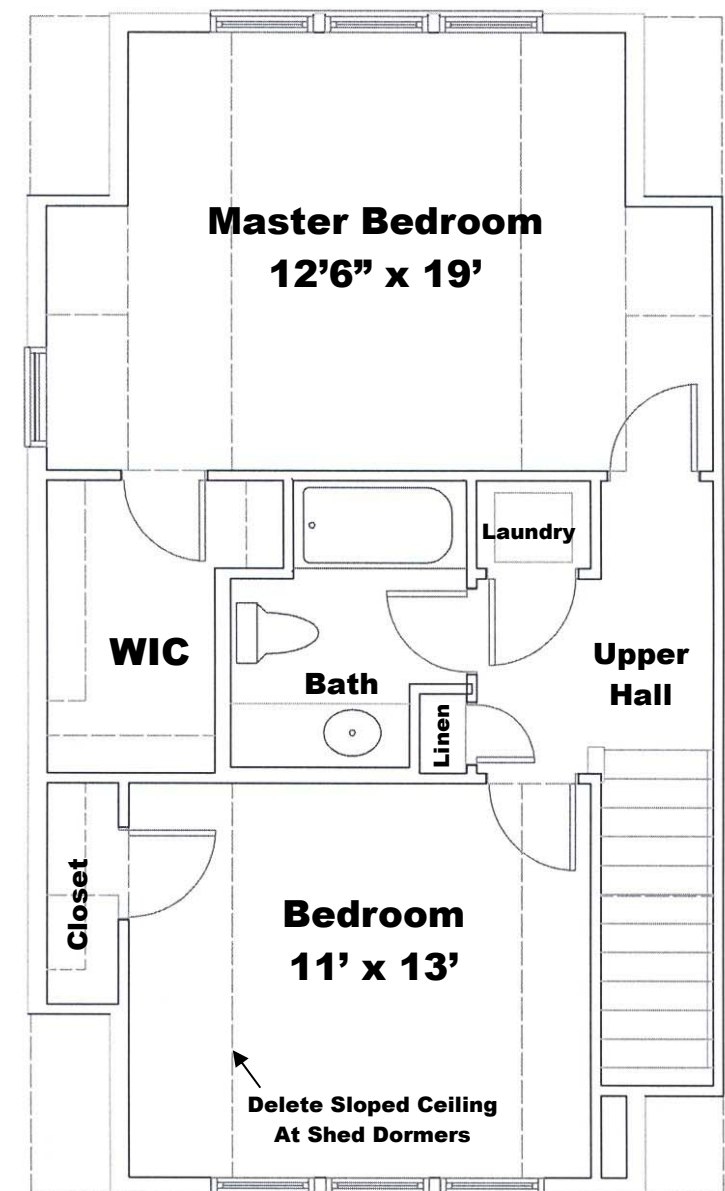 Master Bedroom
12’6” x 19’
Laundry
WIC
Upper
Hall
Bath
Linen
Closet
Bedroom
11’ x 13’
Delete Sloped Ceiling
At Shed Dormers